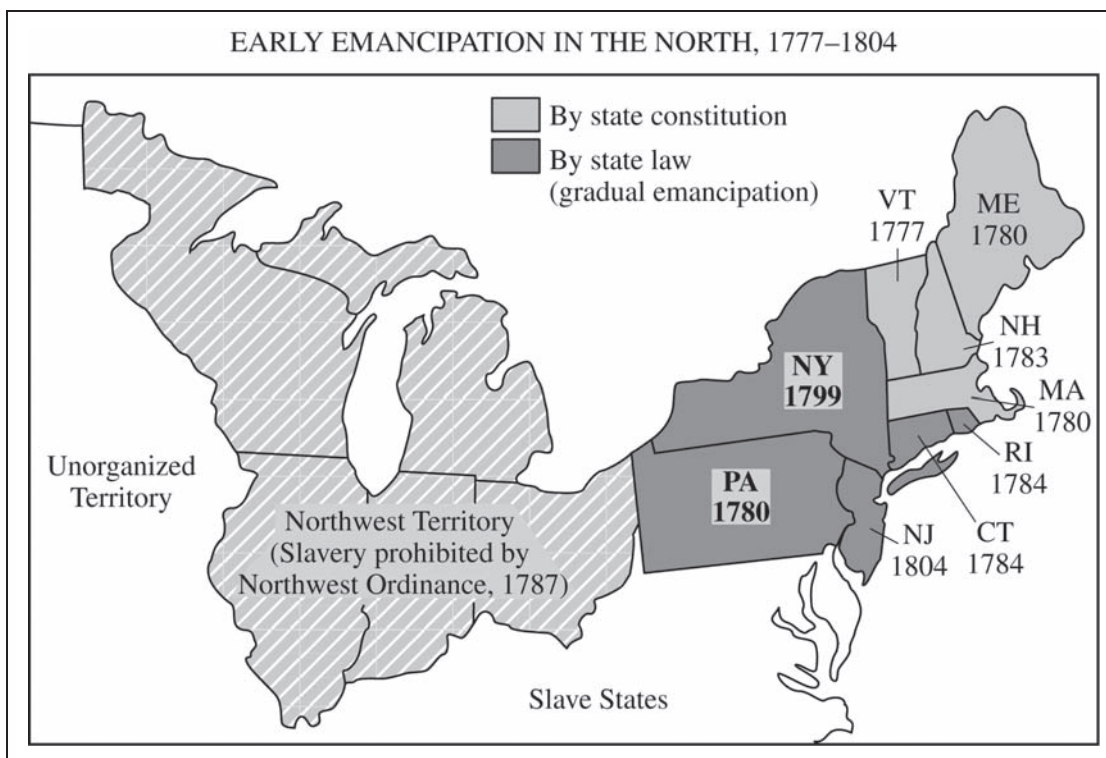 EARLY EMANCIPATION IN THE NORTH, 1777–1804
By state constitution
By state law
(gradual emancipation)
VT
1777
ME
1780
NH
1783
NY
1799
MA
1780
RI
1784
Unorganized
Territory
PA
1780
Northwest Territory
(Slavery prohibited by
Northwest Ordinance, 1787)
NJ
1804
CT
1784
Slave States